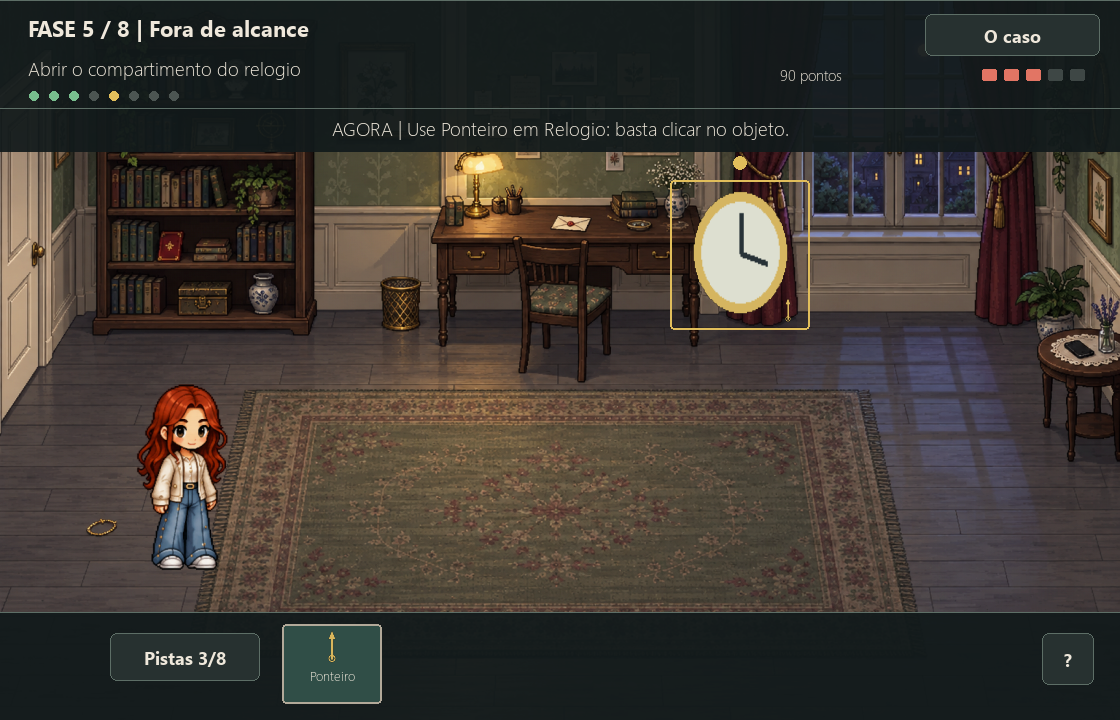 FASE 5 / 8 | Fora de alcance
O caso
Abrir o compartimento do relogio
90 pontos
AGORA | Use Ponteiro em Relogio: basta clicar no objeto.
Pistas 3/8
Ponteiro
?